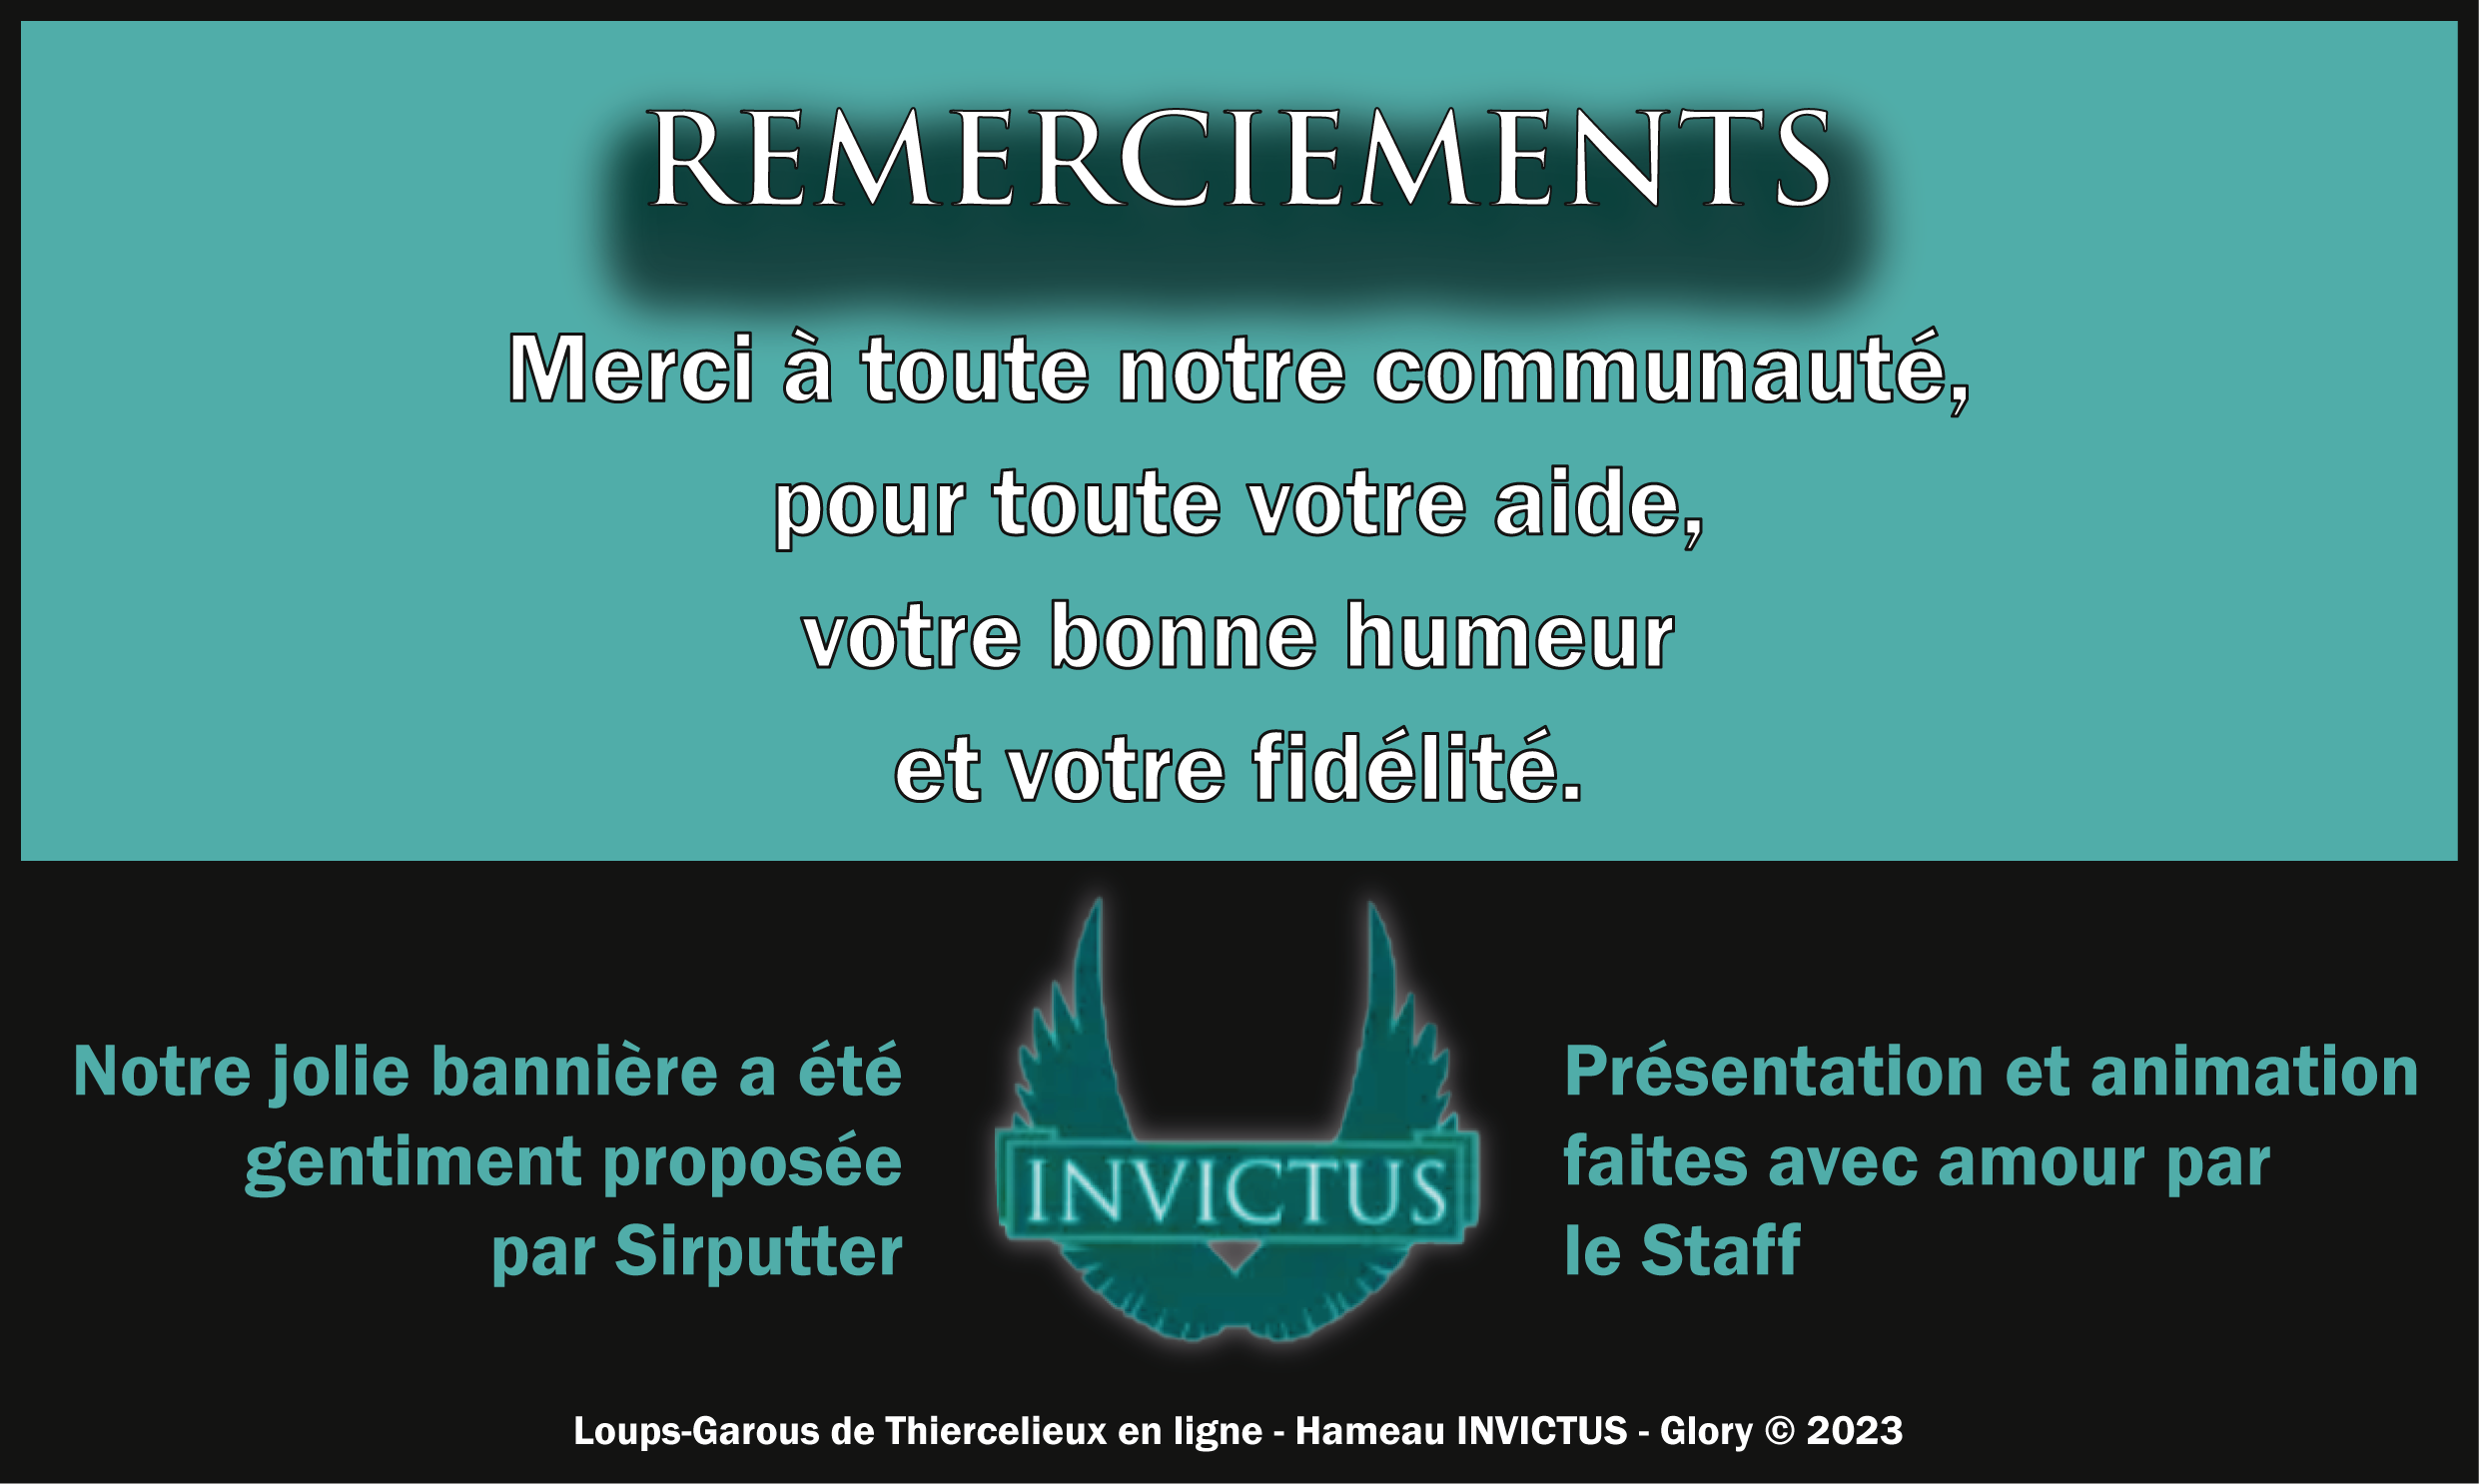 REMERCIEMENTS
Merci à toute notre communauté,
pour toute votre aide,
votre bonne humeur
et votre fidélité.
Notre jolie bannière a été
gentiment proposée
par Sirputter
INVICTUS
Présentation et animation
faites avec amour par
le Staff
Loups-Garous de Thiercelieux en ligne - Hameau INVICTUS - Glory © 2023